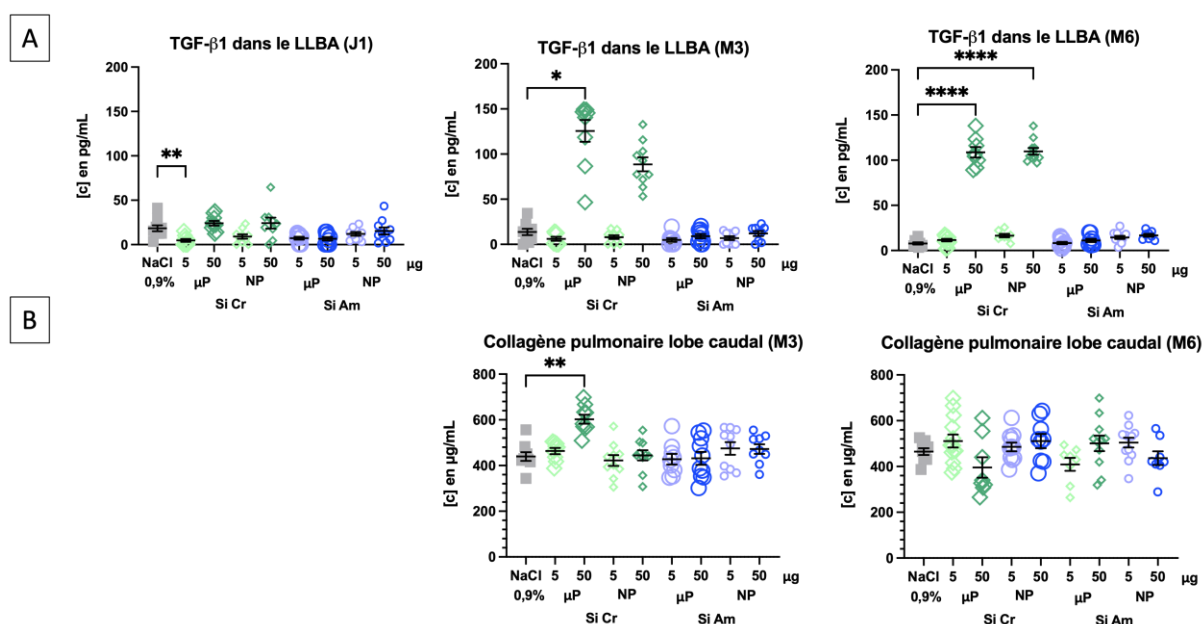 A
TGF-β1 dans le LLBA (J1)
[c] en pg/mL
200
150
100
50
0
**
NaCl 5 50 5 50 5 50 5 50 µg
0,9% µP NP µP NP
Si Cr Si Am
TGF-β1 dans le LLBA (M3)
[c] en pg/mL
200
150
100
50
0
*
NaCl 5 50 5 50 5 50 5 50 µg
0,9% µP NP µP NP
Si Cr Si Am
TGF-β1 dans le LLBA (M6)
[c] en pg/mL
200
150
100
50
0
****
****
NaCl 5 50 5 50 5 50 5 50 µg
0,9% µP NP µP NP
Si Cr Si Am
B
Collagène pulmonaire lobe caudal (M3)
[c] en µg/mL
800
600
400
200
0
**
NaCl 5 50 5 50 5 50 5 50 µg
0,9% µP NP µP NP
Si Cr Si Am
Collagène pulmonaire lobe caudal (M6)
[c] en µg/mL
800
600
400
200
0
NaCl 5 50 5 50 5 50 5 50 µg
0,9% µP NP µP NP
Si Cr Si Am